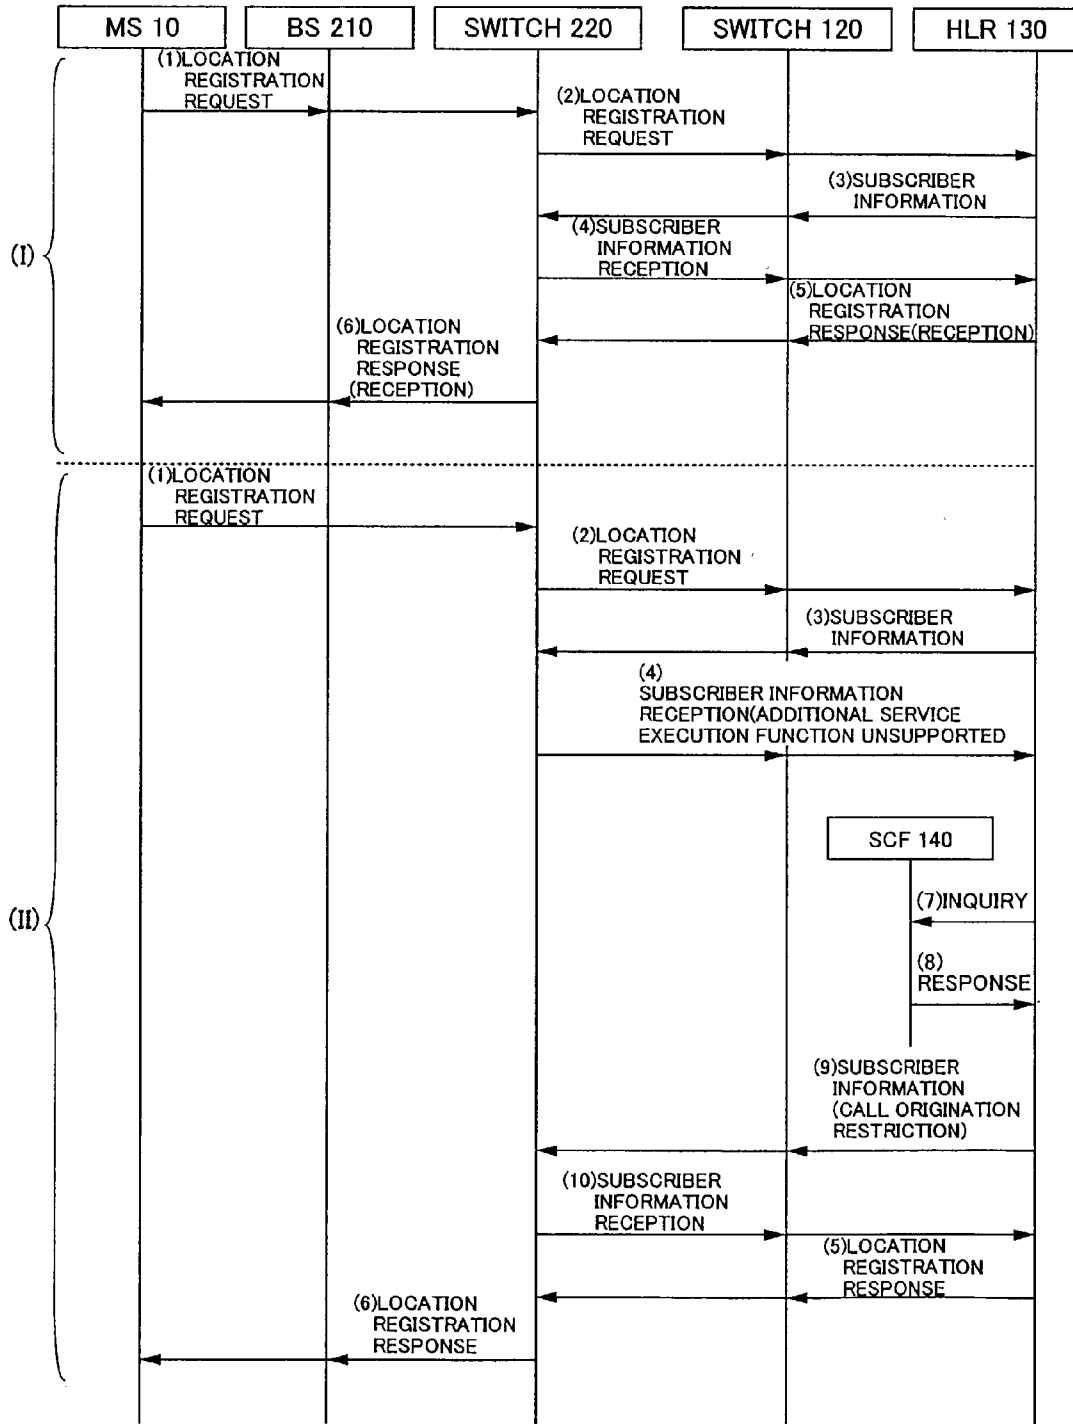 MS 10
BS 210
SWITCH 220
SWITCH 120
HLR 130
(1)LOCATION
REGISTRATION
REQUEST
(2)LOCATION
REGISTRATION
REQUEST
(3)SUBSCRIBER
INFORMATION
(4)SUBSCRIBER
INFORMATION
RECEPTION
(I)
(5)LOCATION
REGISTRATION
RESPONSE(RECEPTION)
(6)LOCATION
REGISTRATION
RESPONSE
(RECEPTION)
(1)LOCATION
REGISTRATION
REQUEST
(2)LOCATION
REGISTRATION
REQUEST
(3)SUBSCRIBER
INFORMATION
(4)
SUBSCRIBER INFORMATION
RECEPTION(ADDITIONAL SERVICE
EXECUTION FUNCTION UNSUPPORTED
SCF 140
(II)
(7)INQUIRY
(8)
RESPONSE
(9)SUBSCRIBER
INFORMATION
(CALL ORIGINATION
RESTRICTION)
(10)SUBSCRIBER
INFORMATION
RECEPTION
(5)LOCATION
REGISTRATION
RESPONSE
(6)LOCATION
REGISTRATION
RESPONSE